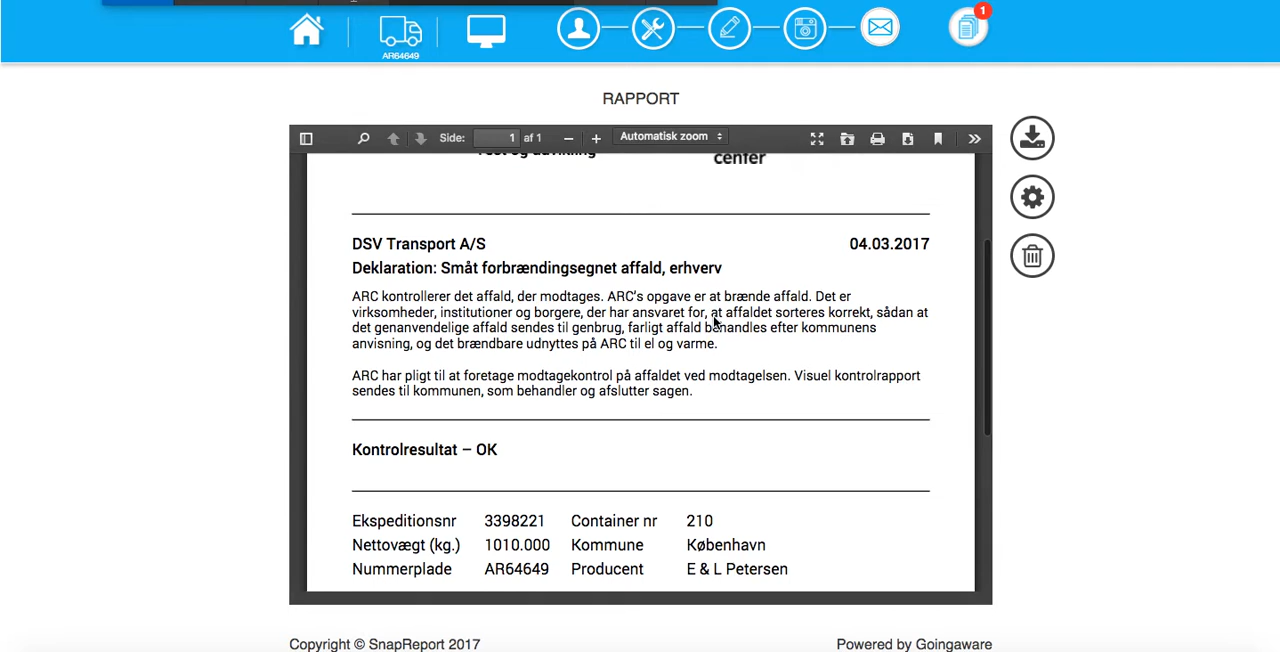 AR64649
1
RAPPORT
Side: 1 af 1 Automatisk zoom
Test og udvikling
center
DSV Transport A/S 04.03.2017
Deklaration: Småt forbrændingsegnet affald, erhverv
ARC kontrollerer det affald, der modtages. ARC's opgave er at brænde affald. Det er
virksomheder, institutioner og borgere, der har ansvaret for, at affaldet sorteres korrekt, sådan at
det genanvendelige affald sendes til genbrug, farligt affald behandles efter kommunens
anvisning, og det brændbare udnyttes på ARC til el og varme.
ARC har pligt til at foretage modtagekontrol på affaldet ved modtagelsen. Visuel kontrolrapport
sendes til kommunen, som behandler og afslutter sagen.
Kontrolresultat – OK
Ekspeditionsnr 3398221 Container nr 210
Nettovægt (kg.) 1010.000 Kommune København
Nummerplade AR64649 Producent E & L Petersen
Copyright © SnapReport 2017 Powered by Goingaware